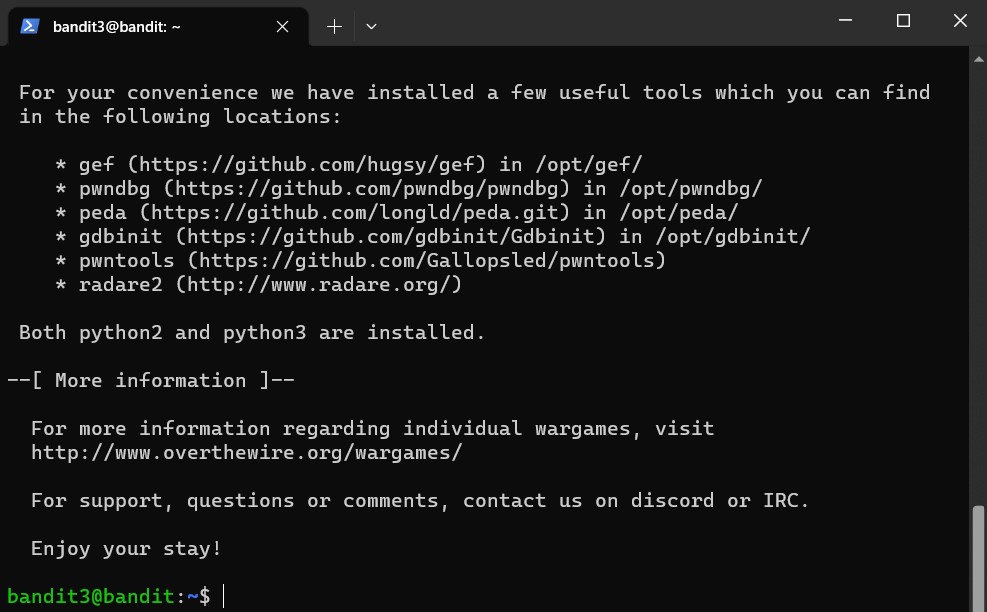 bandit3@bandit: ~
For your convenience we have installed a few useful tools which you can find
in the following locations:
* gef (https://github.com/hugsy/gef) in /opt/gef/
* pwndbg (https://github.com/pwndbg/pwndbg) in /opt/pwndbg/
* peda (https://github.com/longld/peda.git) in /opt/peda/
* gdbinit (https://github.com/gdbinit/Gdbinit) in /opt/gdbinit/
* pwntools (https://github.com/Gallopsled/pwntools)
* radare2 (http://www.radare.org/)
Both python2 and python3 are installed.
--[ More information ]--
For more information regarding individual wargames, visit
http://www.overthewire.org/wargames/
For support, questions or comments, contact us on discord or IRC.
Enjoy your stay!
bandit3@bandit:~$